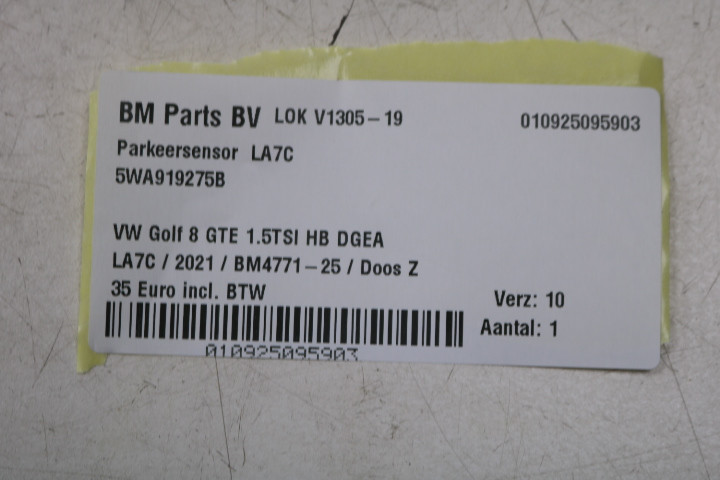 BM Parts BV LOK V1305-19 010925095903
Parkeersensor LA7C
5WA919275B
VW Golf 8 GTE 1.5TSI HB DGEA
LA7C / 2021 / BM4771-25 / Doos Z
35 Euro incl. BTW
Verz: 10
Aantal: 1
010925095903